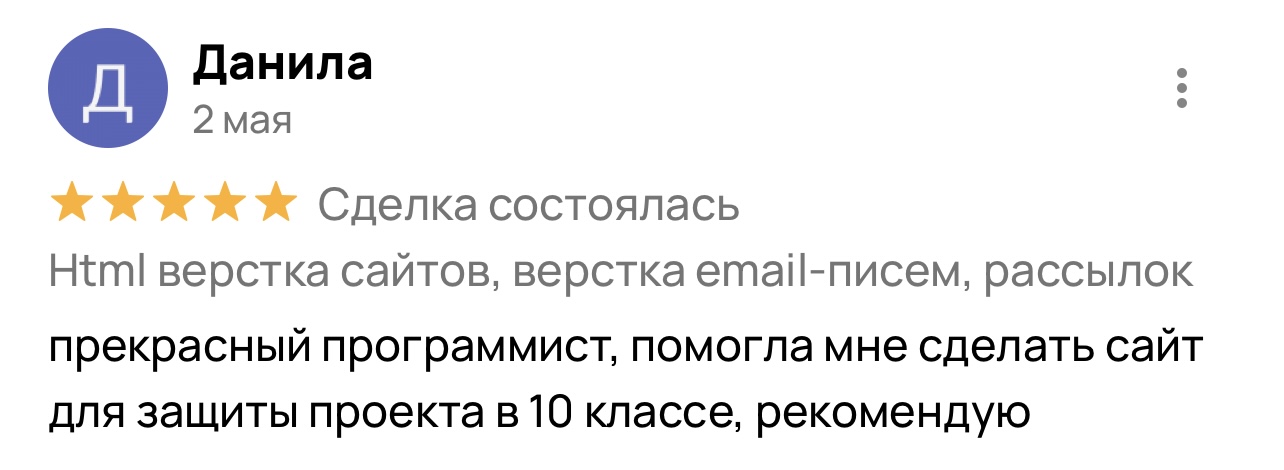 Д
Данила
2 мая
Сделка состоялась
Html верстка сайтов, верстка email-писем, рассылок
прекрасный программист, помогла мне сделать сайт
для защиты проекта в 10 классе, рекомендую